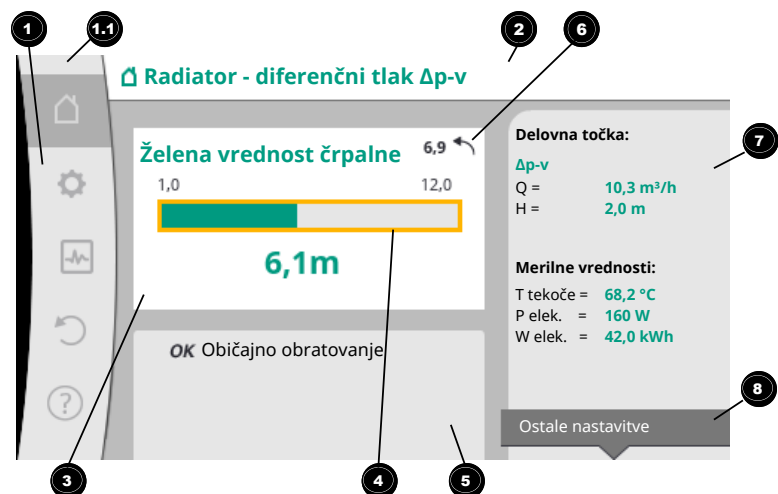 1
1.1
2
6
Radiator - diferenčni tlak Δp-v
Želena vrednost črpalne
6,9
1,0
12,0
6,1m
OK Običajno obratovanje
Delovna točka:
7
Δp-v
Q = 10,3 m³/h
H = 2,0 m
Merilne vrednosti:
T tekoče = 68,2 °C
P elek. = 160 W
W elek. = 42,0 kWh
?
8
Ostale nastavitve
3
4
5